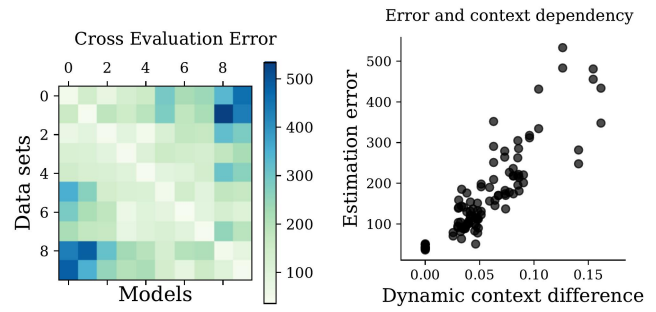 Cross Evaluation Error
0 2 4 6 8
0
2
4
6
8
Data sets
Models
500
400
300
200
100
Error and context dependency
500
400
300
200
100
Estimation error
0.00 0.05 0.10 0.15
Dynamic context difference